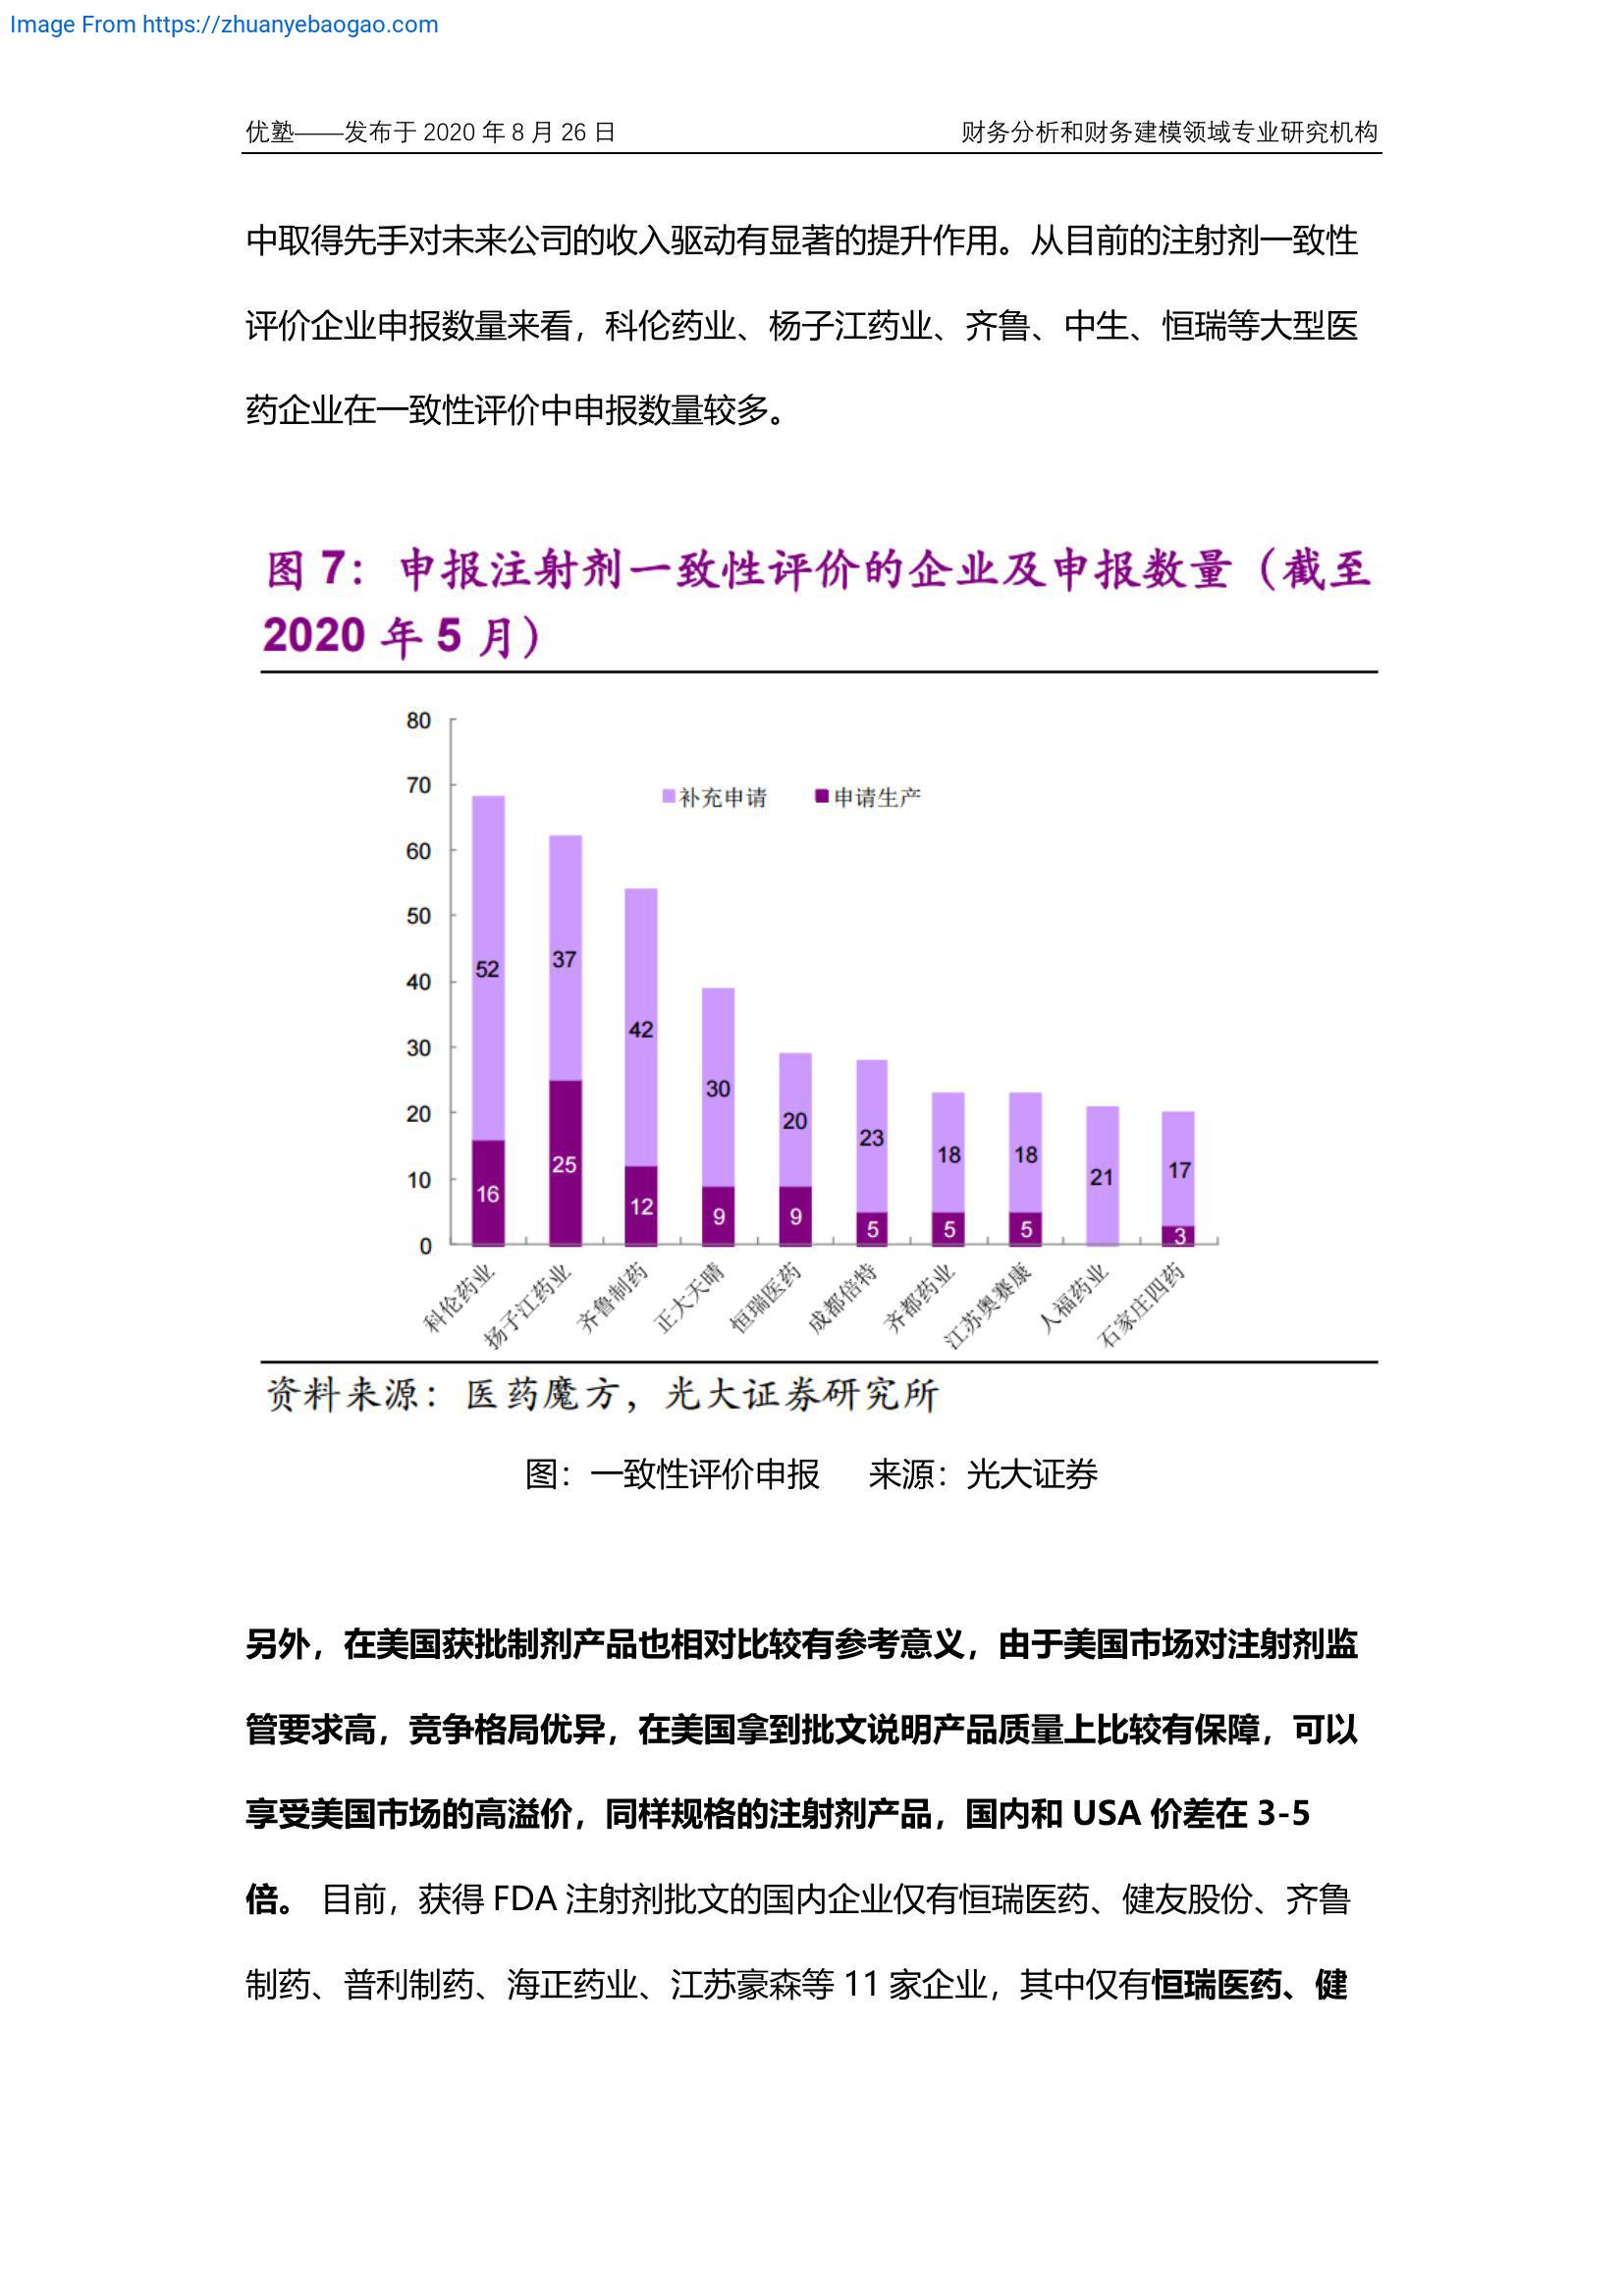 Image From https://zhuanyebaogao.com
优塾——发布于 2020 年 8 月 26 日 财务分析和财务建模领域专业研究机构
中取得先手对未来公司的收入驱动有显著的提升作用。从目前的注射剂一致性
评价企业申报数量来看，科伦药业、杨子江药业、齐鲁、中生、恒瑞等大型医
药企业在一致性评价中申报数量较多。
图 7：申报注射剂一致性评价的企业及申报数量（截至
2020 年 5 月）
80
70
60
50
40
30
20
10
0
补充申请 申请生产
52 37 42 30 20 23 18 18 21 17
16 25 12 9 9 5 5 5 3
科伦药业 扬子江药业 齐鲁制药 正大天晴 恒瑞医药 成都倍特 齐都药业 江苏奥赛康 人福药业 石家庄四药
资料来源：医药魔方，光大证券研究所
图：一致性评价申报 来源：光大证券
另外，在美国获批制剂产品也相对比较有参考意义，由于美国市场对注射剂监
管要求高，竞争格局优异，在美国拿到批文说明产品质量上比较有保障，可以
享受美国市场的高溢价，同样规格的注射剂产品，国内和 USA 价差在 3-5
倍。 目前，获得 FDA 注射剂批文的国内企业仅有恒瑞医药、健友股份、齐鲁
制药、普利制药、海正药业、江苏豪森等 11 家企业，其中仅有恒瑞医药、健